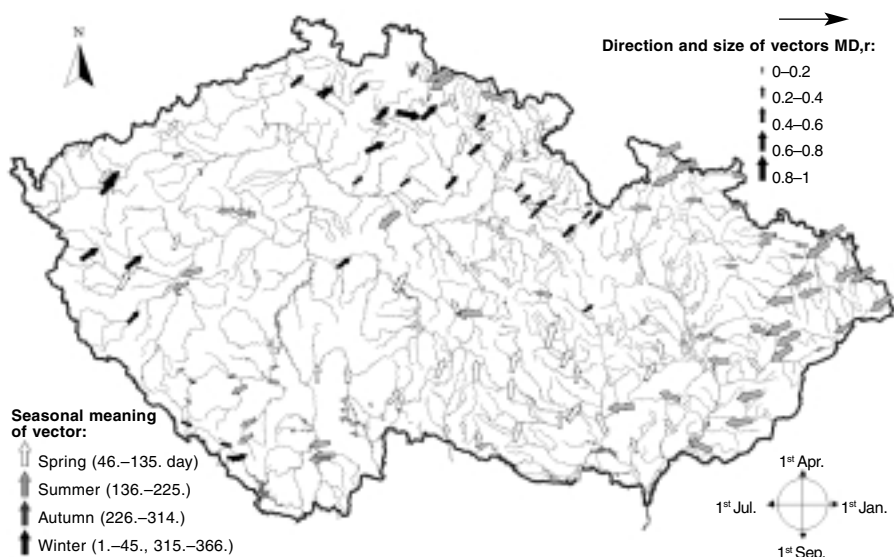 N
Direction and size of vectors MD,r:
0–0.2
0.2–0.4
0.4–0.6
0.6–0.8
0.8–1
Seasonal meaning
of vector:
Spring (46.–135. day)
Summer (136.–225.)
Autumn (226.–314.)
Winter (1.–45., 315.–366.)
1st Apr.
1st Jul.
1st Jan.
1st Sep.